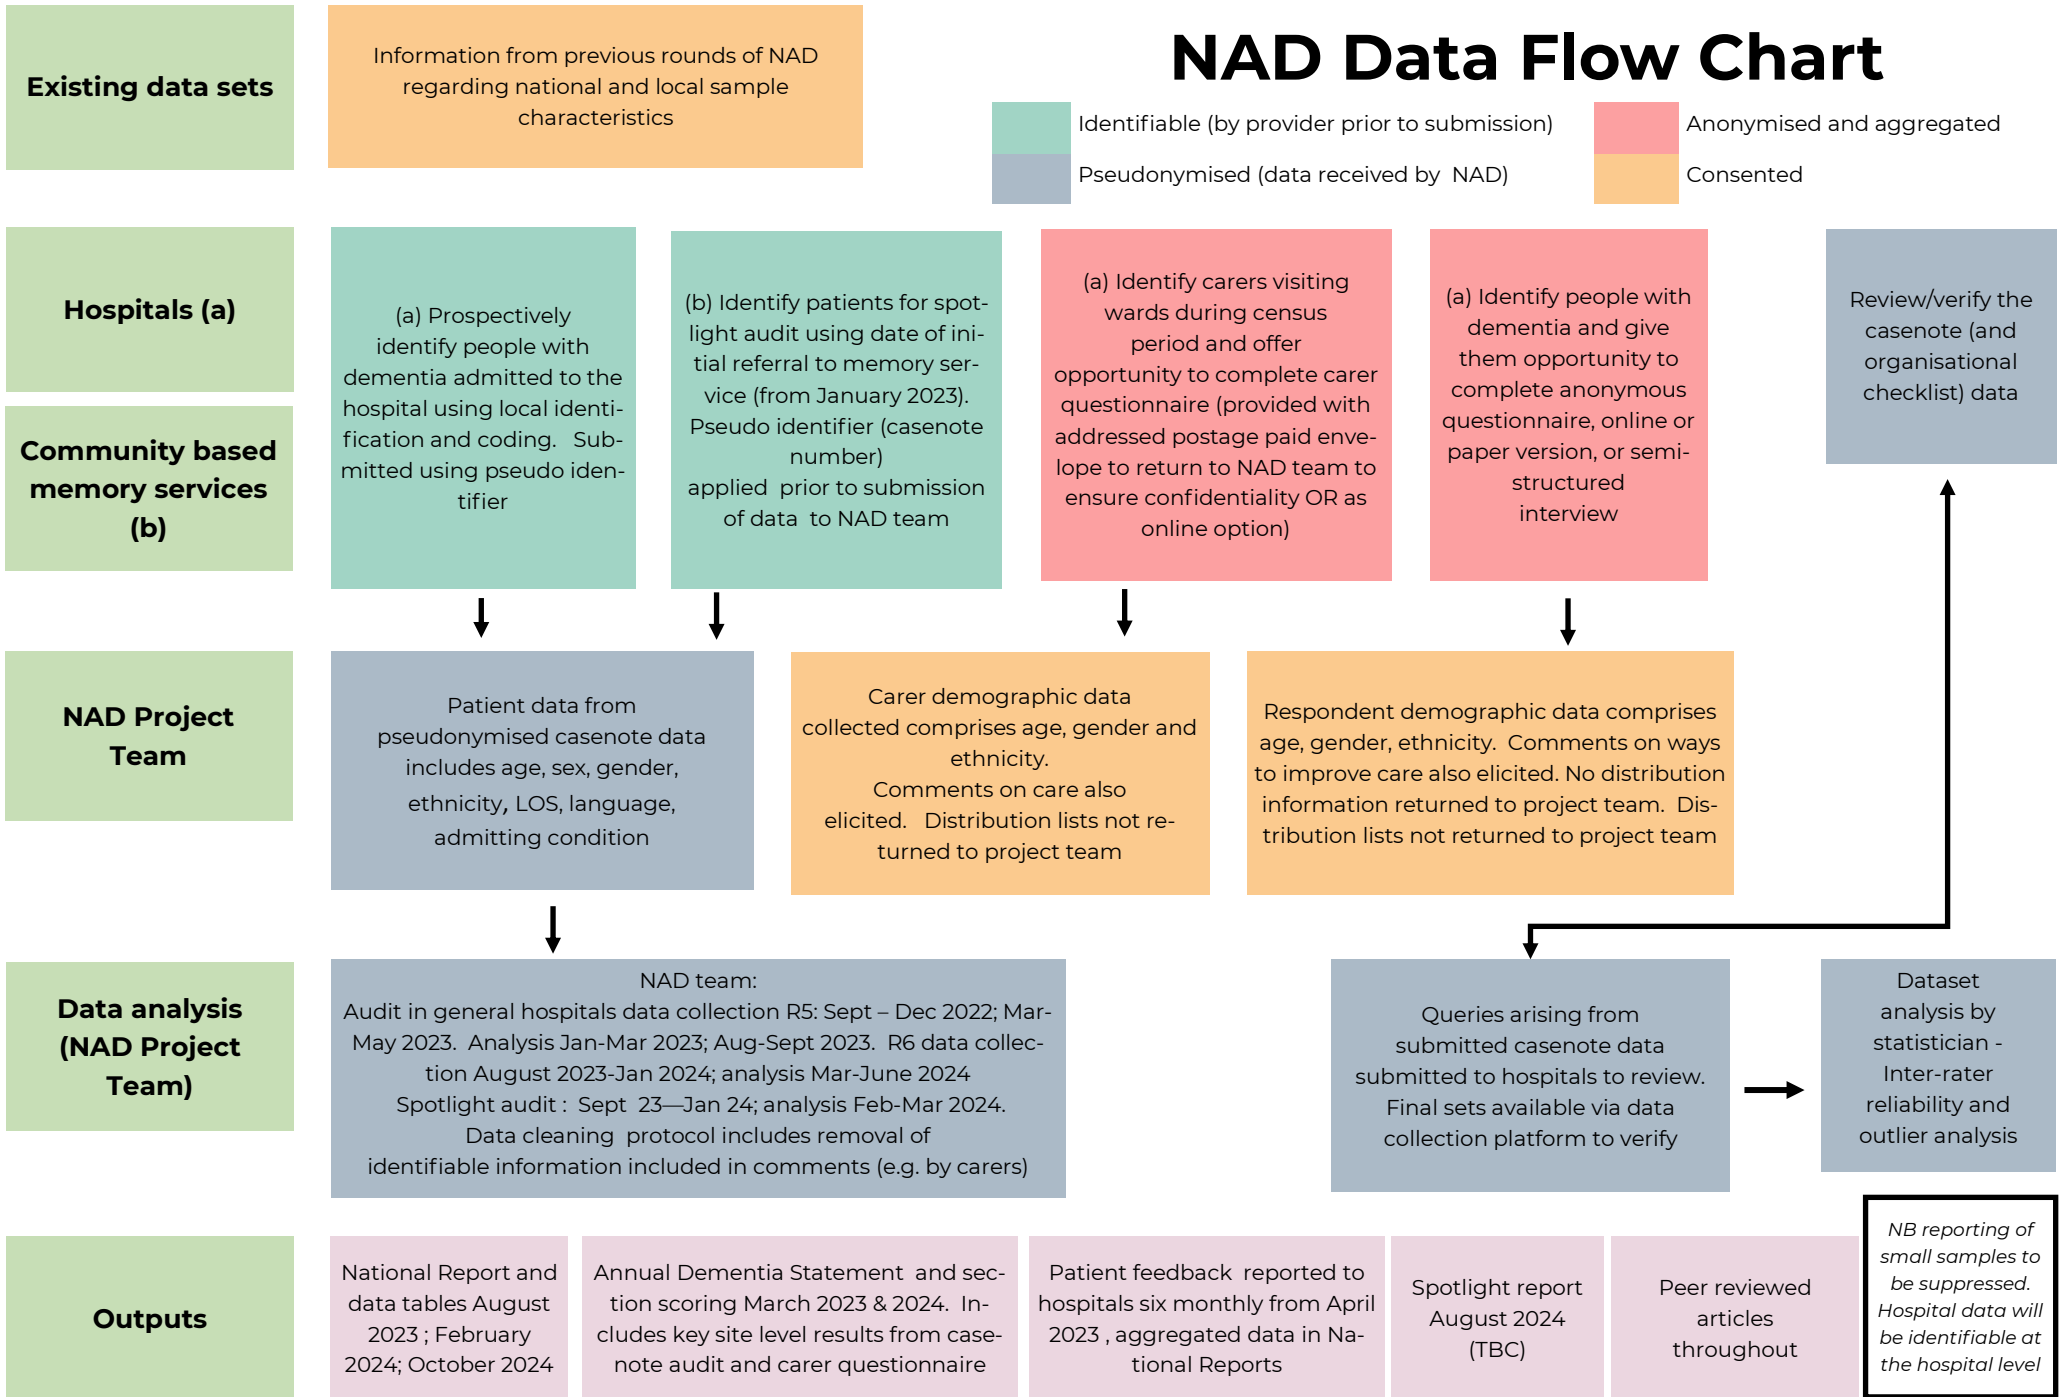 NAD Data Flow Chart
Identifiable (by provider prior to submission)
Pseudonymised (data received by  NAD)
Anonymised and aggregated
Consented
Existing data sets
Information from previous rounds of NAD
regarding national and local sample
characteristics
Hospitals (a)
Community based
memory services
(b)
(a) Prospectively
identify people with
dementia admitted to the
hospital using local identi-
fication and coding.   Sub-
mitted using pseudo iden-
tifier
(b) Identify patients for spot-
light audit using date of ini-
tial referral to memory ser-
vice (from January 2023).
Pseudo identifier (casenote
number)
applied  prior to submission
of data  to NAD team
(a) Identify carers visiting
wards during census
period and offer
opportunity to complete carer
questionnaire (provided with
addressed postage paid enve-
lope to return to NAD team to
ensure confidentiality OR as
online option)
(a) Identify people with
dementia and give
them opportunity to
complete anonymous
questionnaire, online or
paper version, or semi-
structured
interview
Review/verify the
casenote (and
organisational
checklist) data
NAD Project
Team
Patient data from
pseudonymised casenote data
includes age, sex, gender,
ethnicity, LOS, language,
admitting condition
Carer demographic data
collected comprises age, gender and
ethnicity.
Comments on care also
elicited.   Distribution lists not re-
turned to project team
Respondent demographic data comprises
age, gender, ethnicity.  Comments on ways
to improve care also elicited. No distribution
information returned to project team.  Dis-
tribution lists not returned to project team
Data analysis
(NAD Project
Team)
NAD team:
Audit in general hospitals data collection R5: Sept – Dec 2022; Mar-
May 2023.  Analysis Jan-Mar 2023; Aug-Sept 2023.  R6 data collec-
tion August 2023-Jan 2024; analysis Mar-June 2024
Spotlight audit :  Sept  23—Jan 24; analysis Feb-Mar 2024.
Data cleaning  protocol includes removal of
identifiable information included in comments (e.g. by carers)
Queries arising from
submitted casenote data
submitted to hospitals to review.
Final sets available via data
collection platform to verify
Dataset
analysis by
statistician -
Inter-rater
reliability and
outlier analysis
Outputs
National Report and
data tables August
2023 ; February
2024; October 2024
Annual Dementia Statement  and sec-
tion scoring March 2023 & 2024.  In-
cludes key site level results from case-
note audit and carer questionnaire
Patient feedback  reported to
hospitals six monthly from April
2023 , aggregated data in Na-
tional Reports
Spotlight report
August 2024
(TBC)
Peer reviewed
articles
throughout
NB reporting of
small samples to
be suppressed.
Hospital data will
be identifiable at
the hospital level